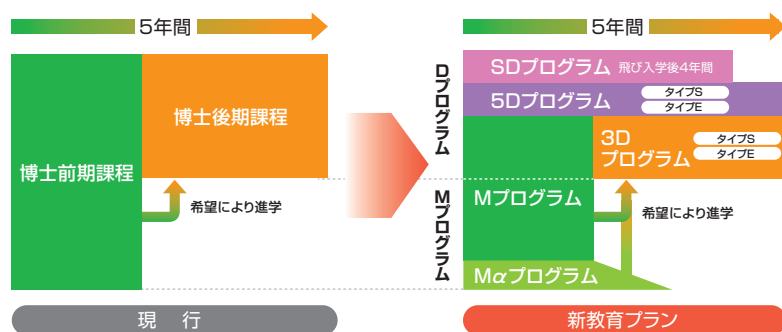 5年間
博士後期課程
博士前期課程
希望により進学
現 行
5年間
Dプログラム
SDプログラム 飛び入学後4年間
5Dプログラム
タイプS
タイプE
3D
プログラム
タイプS
タイプE
Mプログラム
Mプログラム
希望により進学
Mαプログラム
新教育プラン